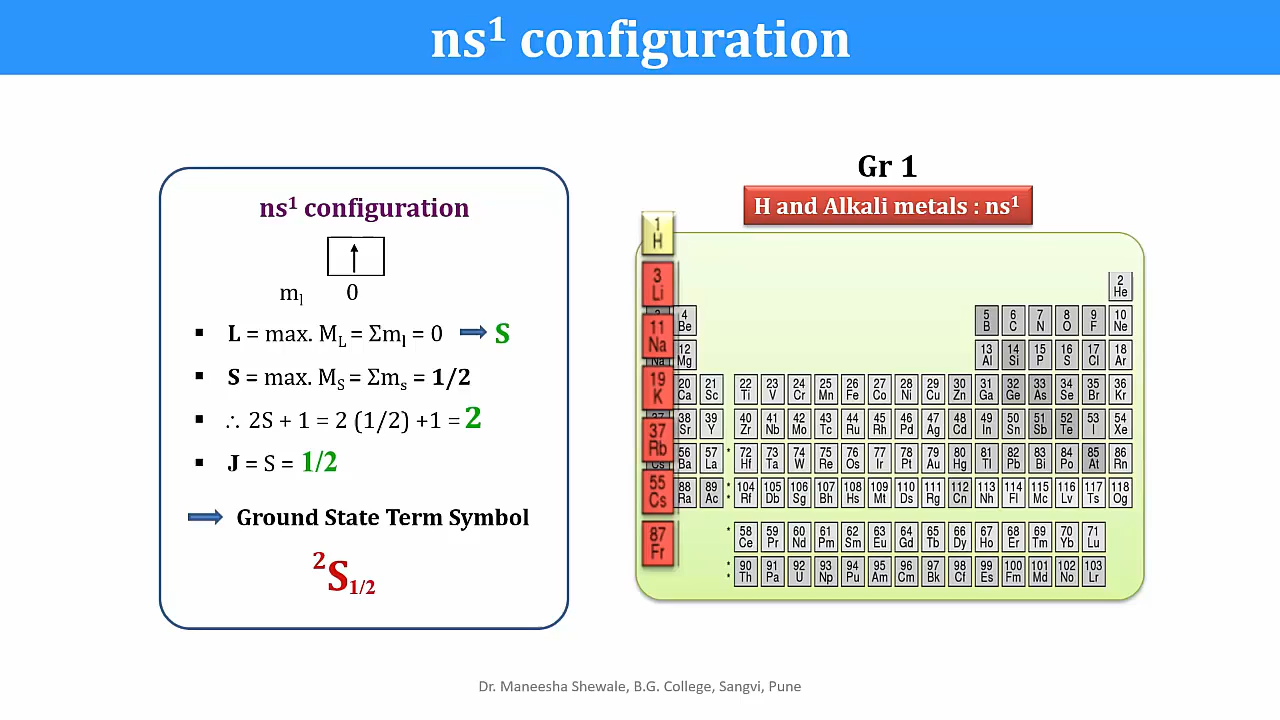 ns¹ configuration
ns¹ configuration
↑
mₗ 0
▪ L = max. M_L = Σmₗ = 0 ➡ S
▪ S = max. M_S = Σmₛ = 1/2
▪ ∴ 2S + 1 = 2 (1/2) +1 = 2
▪ J = S = 1/2
➡ Ground State Term Symbol
²S₁/₂
Gr 1
H and Alkali metals : ns¹
1 H
2 He
3 Li
4 Be
5 B 6 C 7 N 8 O 9 F 10 Ne
11 Na
12 Mg
13 Al 14 Si 15 P 16 S 17 Cl 18 Ar
19 K
20 Ca 21 Sc 22 Ti 23 V 24 Cr 25 Mn 26 Fe 27 Co 28 Ni 29 Cu 30 Zn 31 Ga 32 Ge 33 As 34 Se 35 Br 36 Kr
37 Rb
38 Sr 39 Y 40 Zr 41 Nb 42 Mo 43 Tc 44 Ru 45 Rh 46 Pd 47 Ag 48 Cd 49 In 50 Sn 51 Sb 52 Te 53 I 54 Xe
55 Cs
56 Ba 57 La * 72 Hf 73 Ta 74 W 75 Re 76 Os 77 Ir 78 Pt 79 Au 80 Hg 81 Tl 82 Pb 83 Bi 84 Po 85 At 86 Rn
87 Fr
88 Ra 89 Ac * * 104 Rf 105 Db 106 Sg 107 Bh 108 Hs 109 Mt 110 Ds 111 Rg 112 Cn 113 Nh 114 Fl 115 Mc 116 Lv 117 Ts 118 Og
* 58 Ce 59 Pr 60 Nd 61 Pm 62 Sm 63 Eu 64 Gd 65 Tb 66 Dy 67 Ho 68 Er 69 Tm 70 Yb 71 Lu
* * 90 Th 91 Pa 92 U 93 Np 94 Pu 95 Am 96 Cm 97 Bk 98 Cf 99 Es 100 Fm 101 Md 102 No 103 Lr
Dr. Maneesha Shewale, B.G. College, Sangvi, Pune